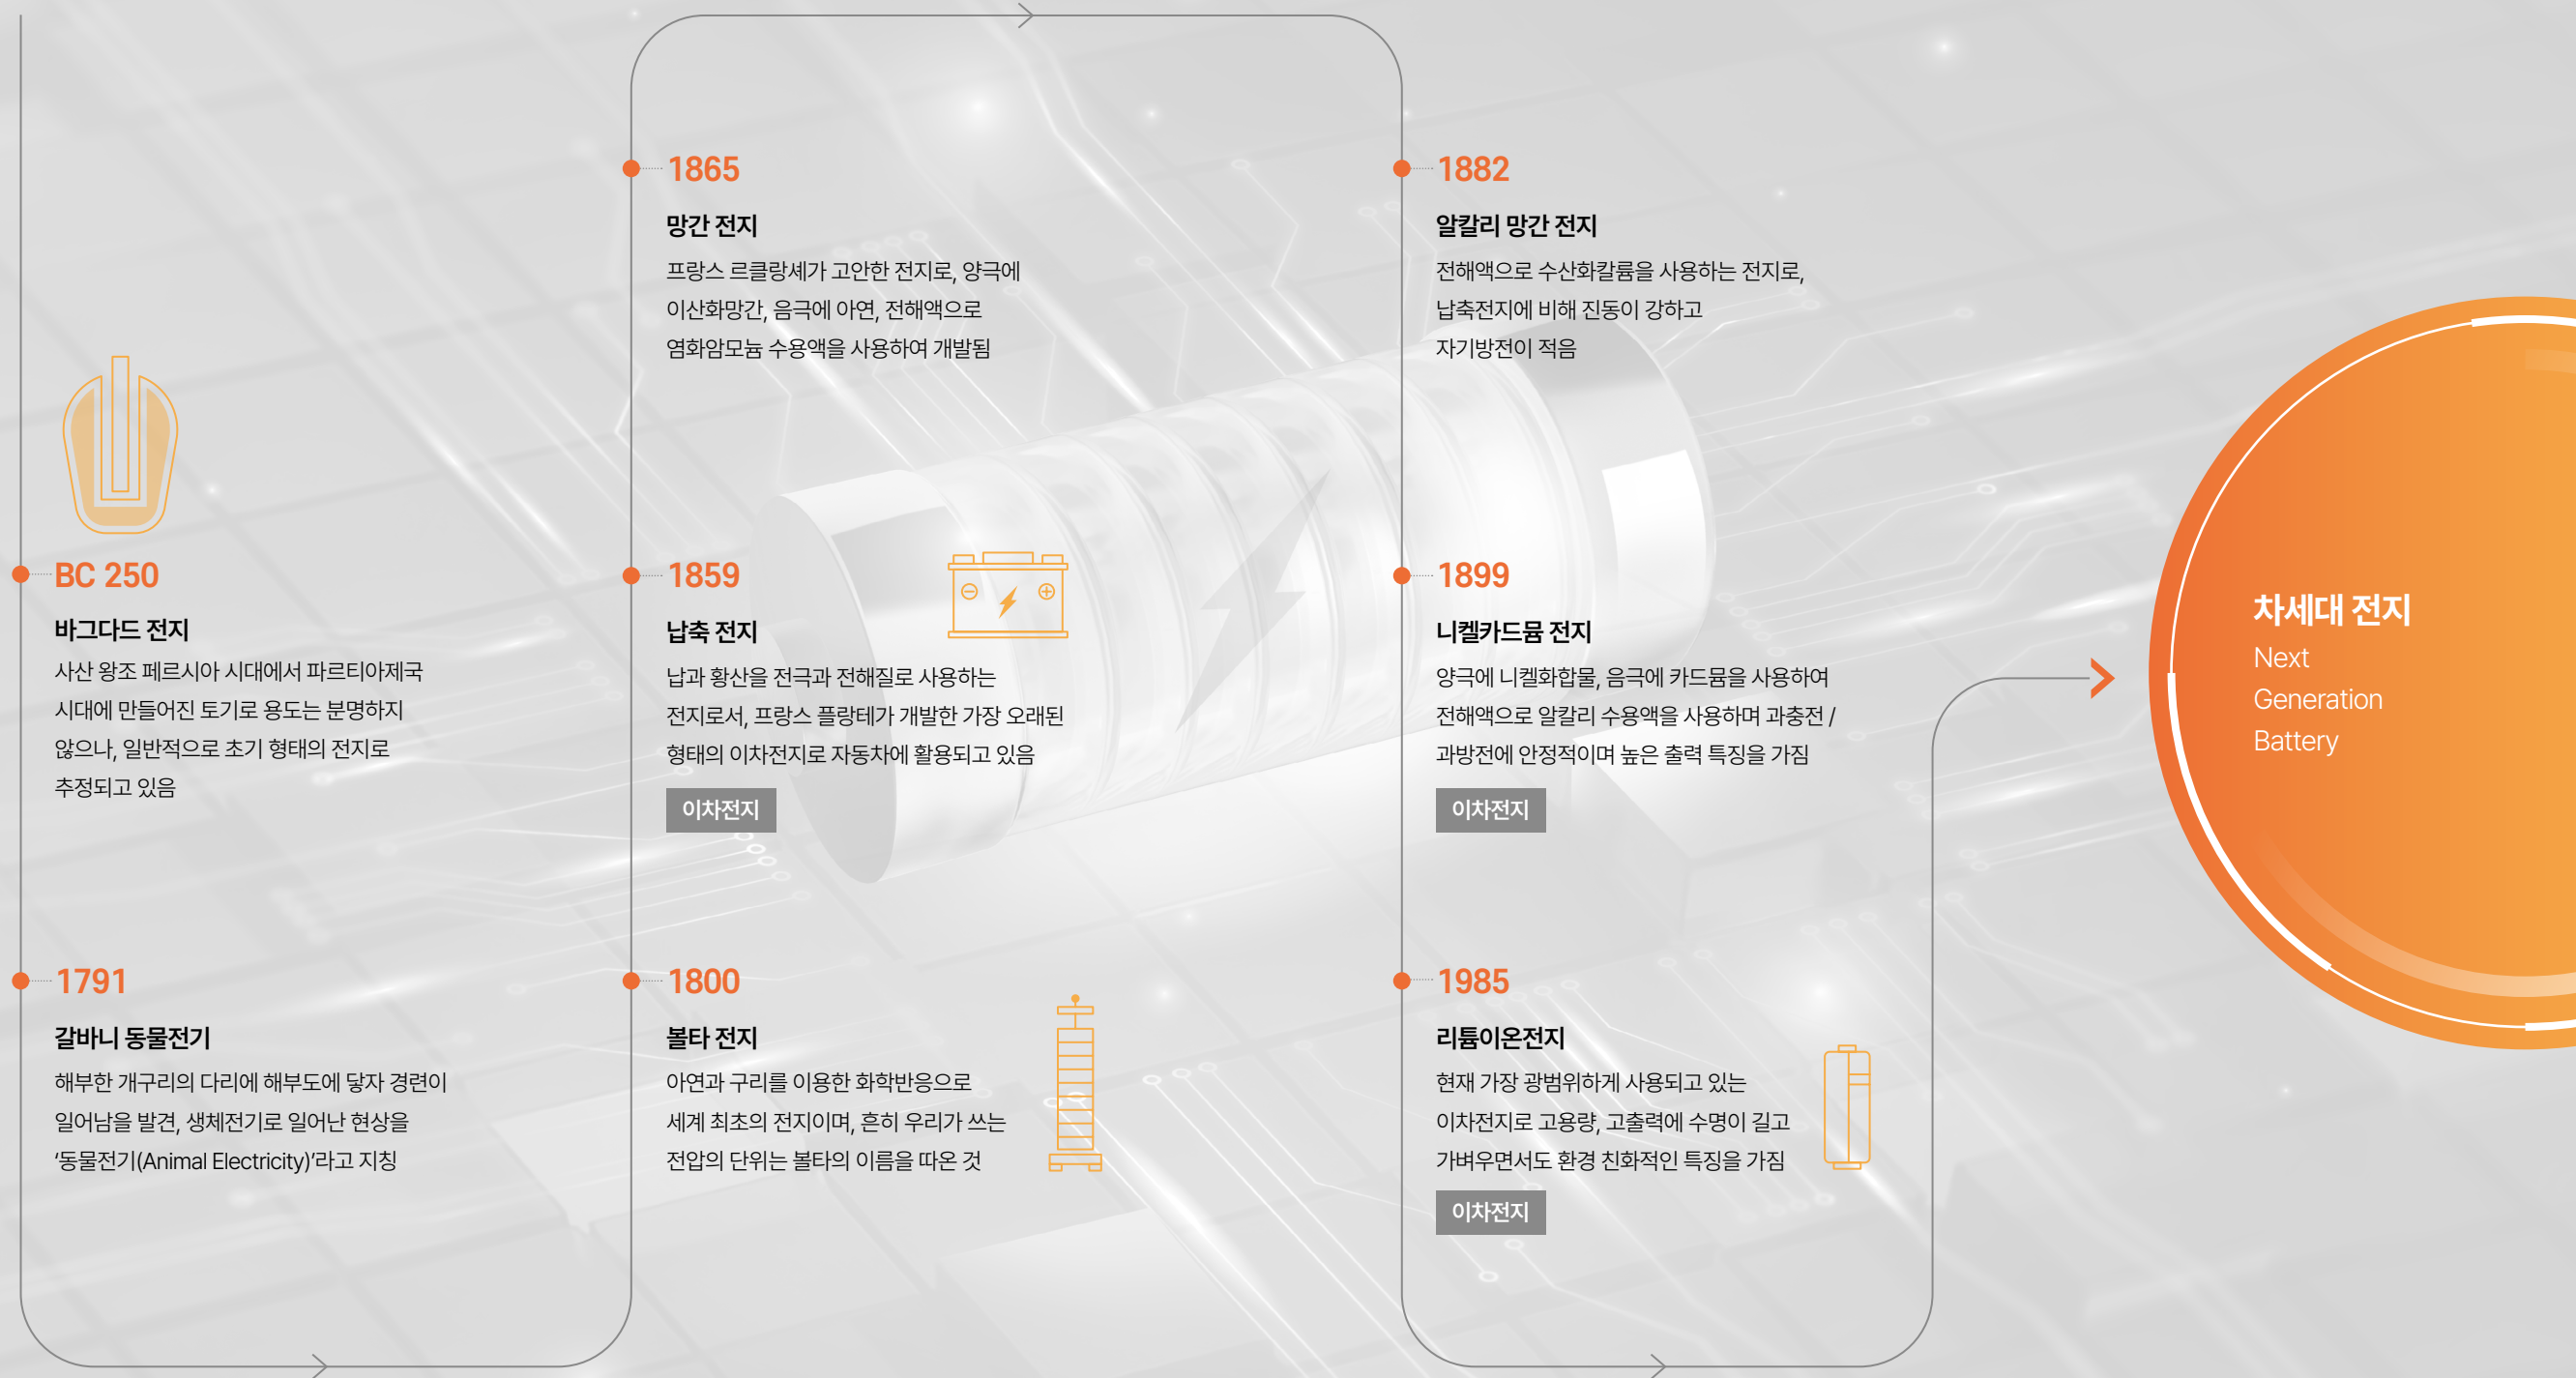 BC 250
바그다드 전지
사산 왕조 페르시아 시대에서 파르티아제국
시대에 만들어진 토기로 용도는 분명하지
않으나, 일반적으로 초기 형태의 전지로
추정되고 있음
1791
갈바니 동물전기
해부한 개구리의 다리에 해부도에 닿자 경련이
일어남을 발견, 생체전기로 일어난 현상을
‘동물전기(Animal Electricity)’라고 지칭
1800
볼타 전지
아연과 구리를 이용한 화학반응으로
세계 최초의 전지이며, 흔히 우리가 쓰는
전압의 단위는 볼타의 이름을 따온 것
1859
납축 전지
납과 황산을 전극과 전해질로 사용하는
전지로서, 프랑스 플랑테가 개발한 가장 오래된
형태의 이차전지로 자동차에 활용되고 있음
이차전지
1865
망간 전지
프랑스 르클랑셰가 고안한 전지로, 양극에
이산화망간, 음극에 아연, 전해액으로
염화암모늄 수용액을 사용하여 개발됨
1882
알칼리 망간 전지
전해액으로 수산화칼륨을 사용하는 전지로,
납축전지에 비해 진동이 강하고
자기방전이 적음
1899
니켈카드뮴 전지
양극에 니켈화합물, 음극에 카드뮴을 사용하여
전해액으로 알칼리 수용액을 사용하며 과충전 /
과방전에 안정적이며 높은 출력 특징을 가짐
이차전지
1985
리튬이온전지
현재 가장 광범위하게 사용되고 있는
이차전지로 고용량, 고출력에 수명이 길고
가벼우면서도 환경 친화적인 특징을 가짐
이차전지
차세대 전지
Next
Generation
Battery